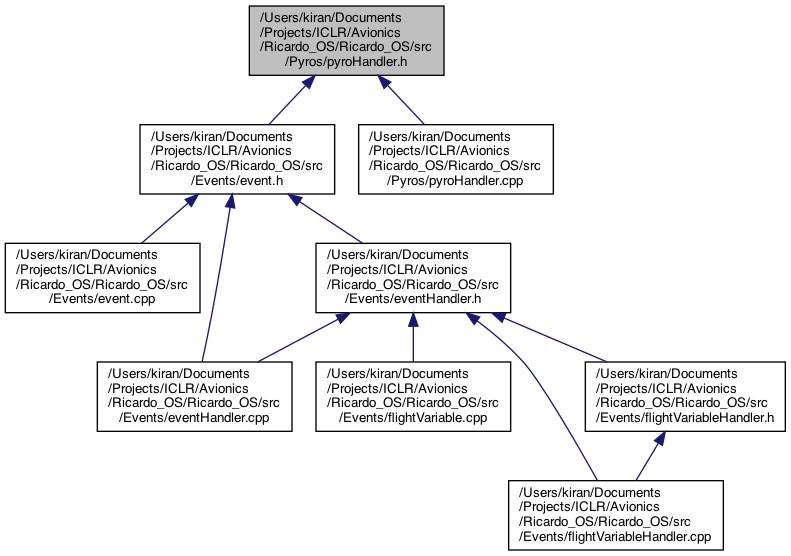 /Users/kiran/Documents
/Projects/ICLR/Avionics
/Ricardo_OS/Ricardo_OS/src
/Pyros/pyroHandler.h
/Users/kiran/Documents
/Projects/ICLR/Avionics
/Ricardo_OS/Ricardo_OS/src
/Events/event.h
/Users/kiran/Documents
/Projects/ICLR/Avionics
/Ricardo_OS/Ricardo_OS/src
/Pyros/pyroHandler.cpp
/Users/kiran/Documents
/Projects/ICLR/Avionics
/Ricardo_OS/Ricardo_OS/src
/Events/event.cpp
/Users/kiran/Documents
/Projects/ICLR/Avionics
/Ricardo_OS/Ricardo_OS/src
/Events/eventHandler.h
/Users/kiran/Documents
/Projects/ICLR/Avionics
/Ricardo_OS/Ricardo_OS/src
/Events/eventHandler.cpp
/Users/kiran/Documents
/Projects/ICLR/Avionics
/Ricardo_OS/Ricardo_OS/src
/Events/flightVariable.cpp
/Users/kiran/Documents
/Projects/ICLR/Avionics
/Ricardo_OS/Ricardo_OS/src
/Events/flightVariableHandler.h
/Users/kiran/Documents
/Projects/ICLR/Avionics
/Ricardo_OS/Ricardo_OS/src
/Events/flightVariableHandler.cpp